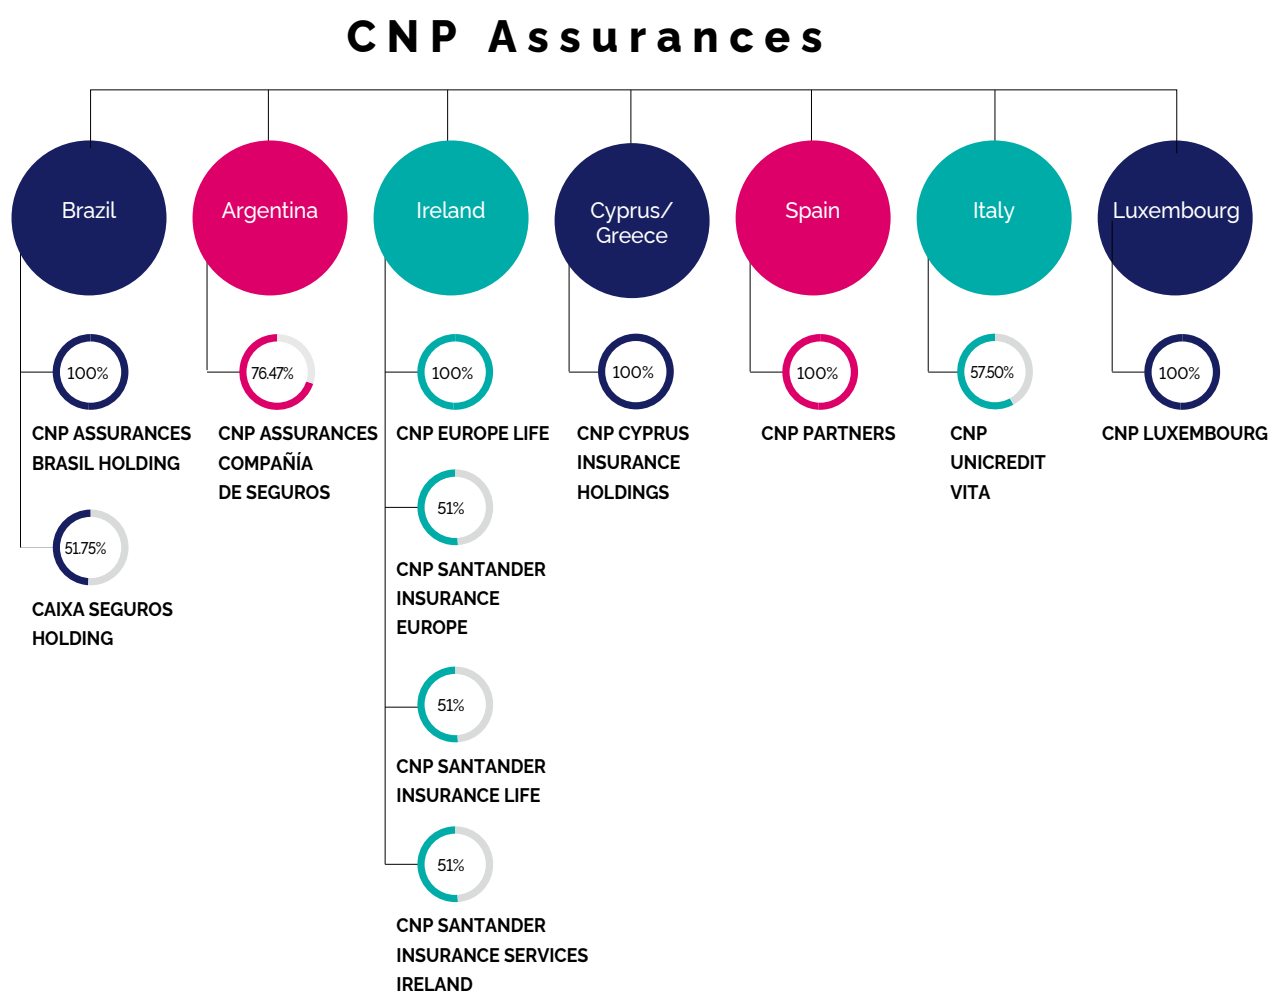 CNP Assurances
Brazil
Argentina
Ireland
Cyprus/
Greece
Spain
Italy
Luxembourg
100%
CNP ASSURANCES
BRASIL HOLDING
51.75%
CAIXA SEGUROS
HOLDING
76.47%
CNP ASSURANCES
COMPAÑÍA
DE SEGUROS
100%
CNP EUROPE LIFE
51%
CNP SANTANDER
INSURANCE
EUROPE
51%
CNP SANTANDER
INSURANCE LIFE
51%
CNP SANTANDER
INSURANCE SERVICES
IRELAND
100%
CNP CYPRUS
INSURANCE
HOLDINGS
100%
CNP PARTNERS
57.50%
CNP
UNICREDIT
VITA
100%
CNP LUXEMBOURG